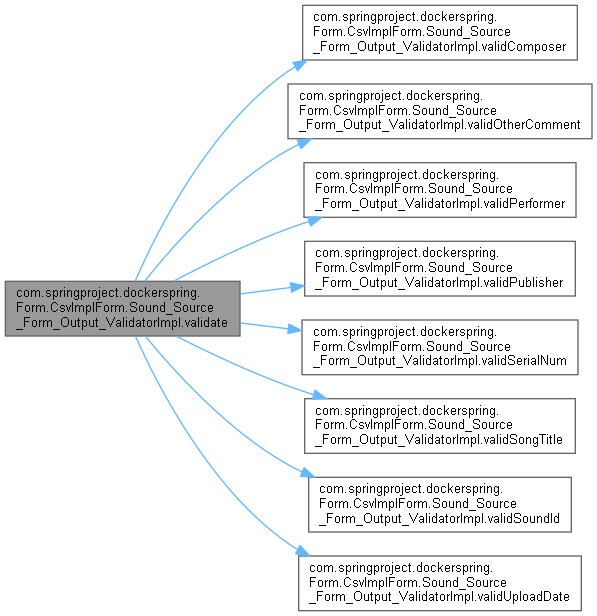 com.springproject.dockerspring.
Form.CsvImplForm.Sound_Source
_Form_Output_ValidatorImpl.validate
com.springproject.dockerspring.
Form.CsvImplForm.Sound_Source
_Form_Output_ValidatorImpl.validComposer
com.springproject.dockerspring.
Form.CsvImplForm.Sound_Source
_Form_Output_ValidatorImpl.validOtherComment
com.springproject.dockerspring.
Form.CsvImplForm.Sound_Source
_Form_Output_ValidatorImpl.validPerformer
com.springproject.dockerspring.
Form.CsvImplForm.Sound_Source
_Form_Output_ValidatorImpl.validPublisher
com.springproject.dockerspring.
Form.CsvImplForm.Sound_Source
_Form_Output_ValidatorImpl.validSerialNum
com.springproject.dockerspring.
Form.CsvImplForm.Sound_Source
_Form_Output_ValidatorImpl.validSongTitle
com.springproject.dockerspring.
Form.CsvImplForm.Sound_Source
_Form_Output_ValidatorImpl.validSoundId
com.springproject.dockerspring.
Form.CsvImplForm.Sound_Source
_Form_Output_ValidatorImpl.validUploadDate